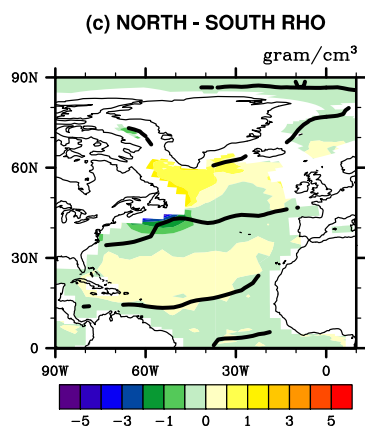 (c) NORTH - SOUTH RHO
gram/cm³
90N
60N
30N
0
90W 60W 30W 0
-5 -3 -1 0 1 3 5